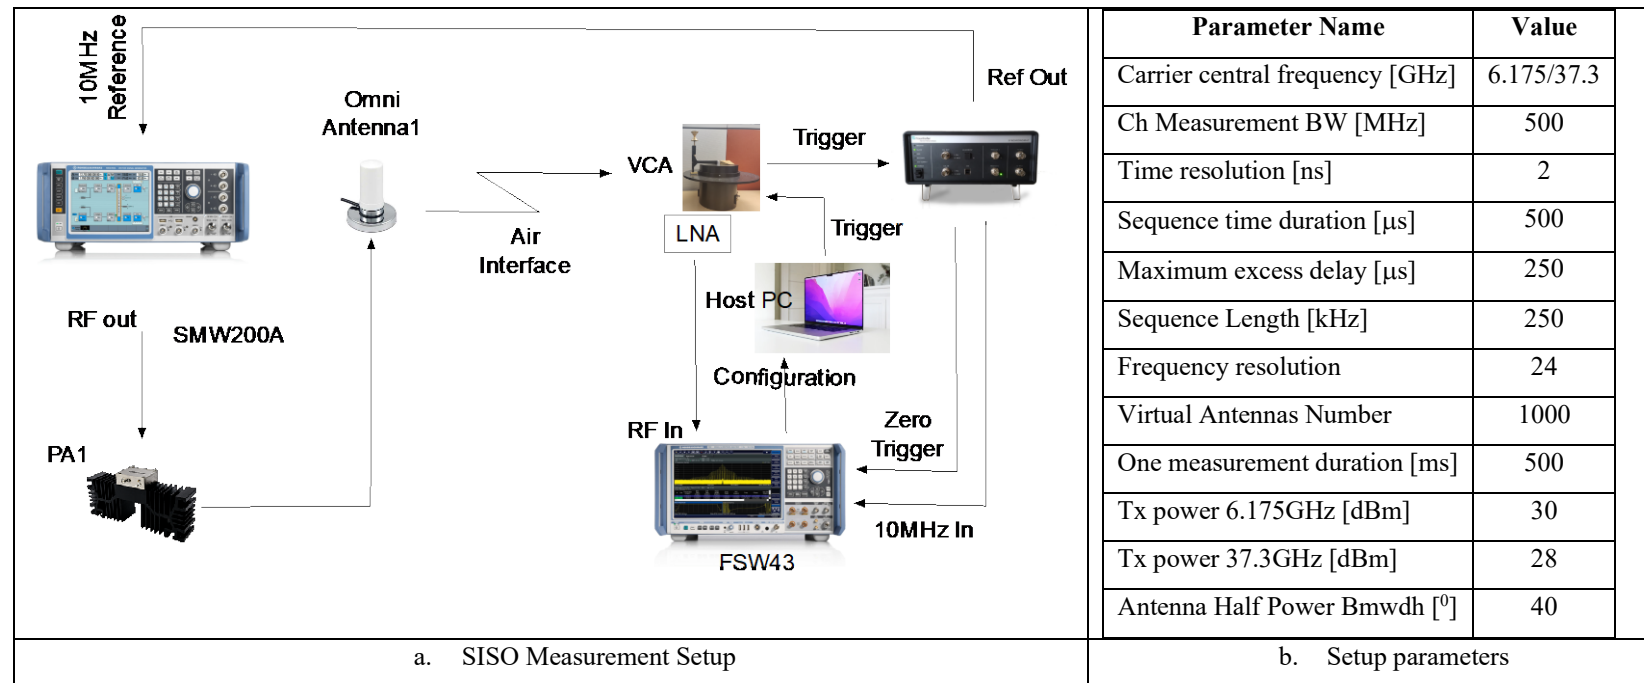 10MHz
Reference
Ref Out
Omni
Antenna1
Trigger
VCA
LNA
Trigger
Air
Interface
Host PC
RF out
SMW200A
Configuration
Zero
Trigger
RF In
PA1
10MHz In
FSW43
a. SISO Measurement Setup
Parameter Name Value
Carrier central frequency [GHz] 6.175/37.3
Ch Measurement BW [MHz] 500
Time resolution [ns] 2
Sequence time duration [μs] 500
Maximum excess delay [μs] 250
Sequence Length [kHz] 250
Frequency resolution 24
Virtual Antennas Number 1000
One measurement duration [ms] 500
Tx power 6.175GHz [dBm] 30
Tx power 37.3GHz [dBm] 28
Antenna Half Power Bmwdh [⁰] 40
b. Setup parameters